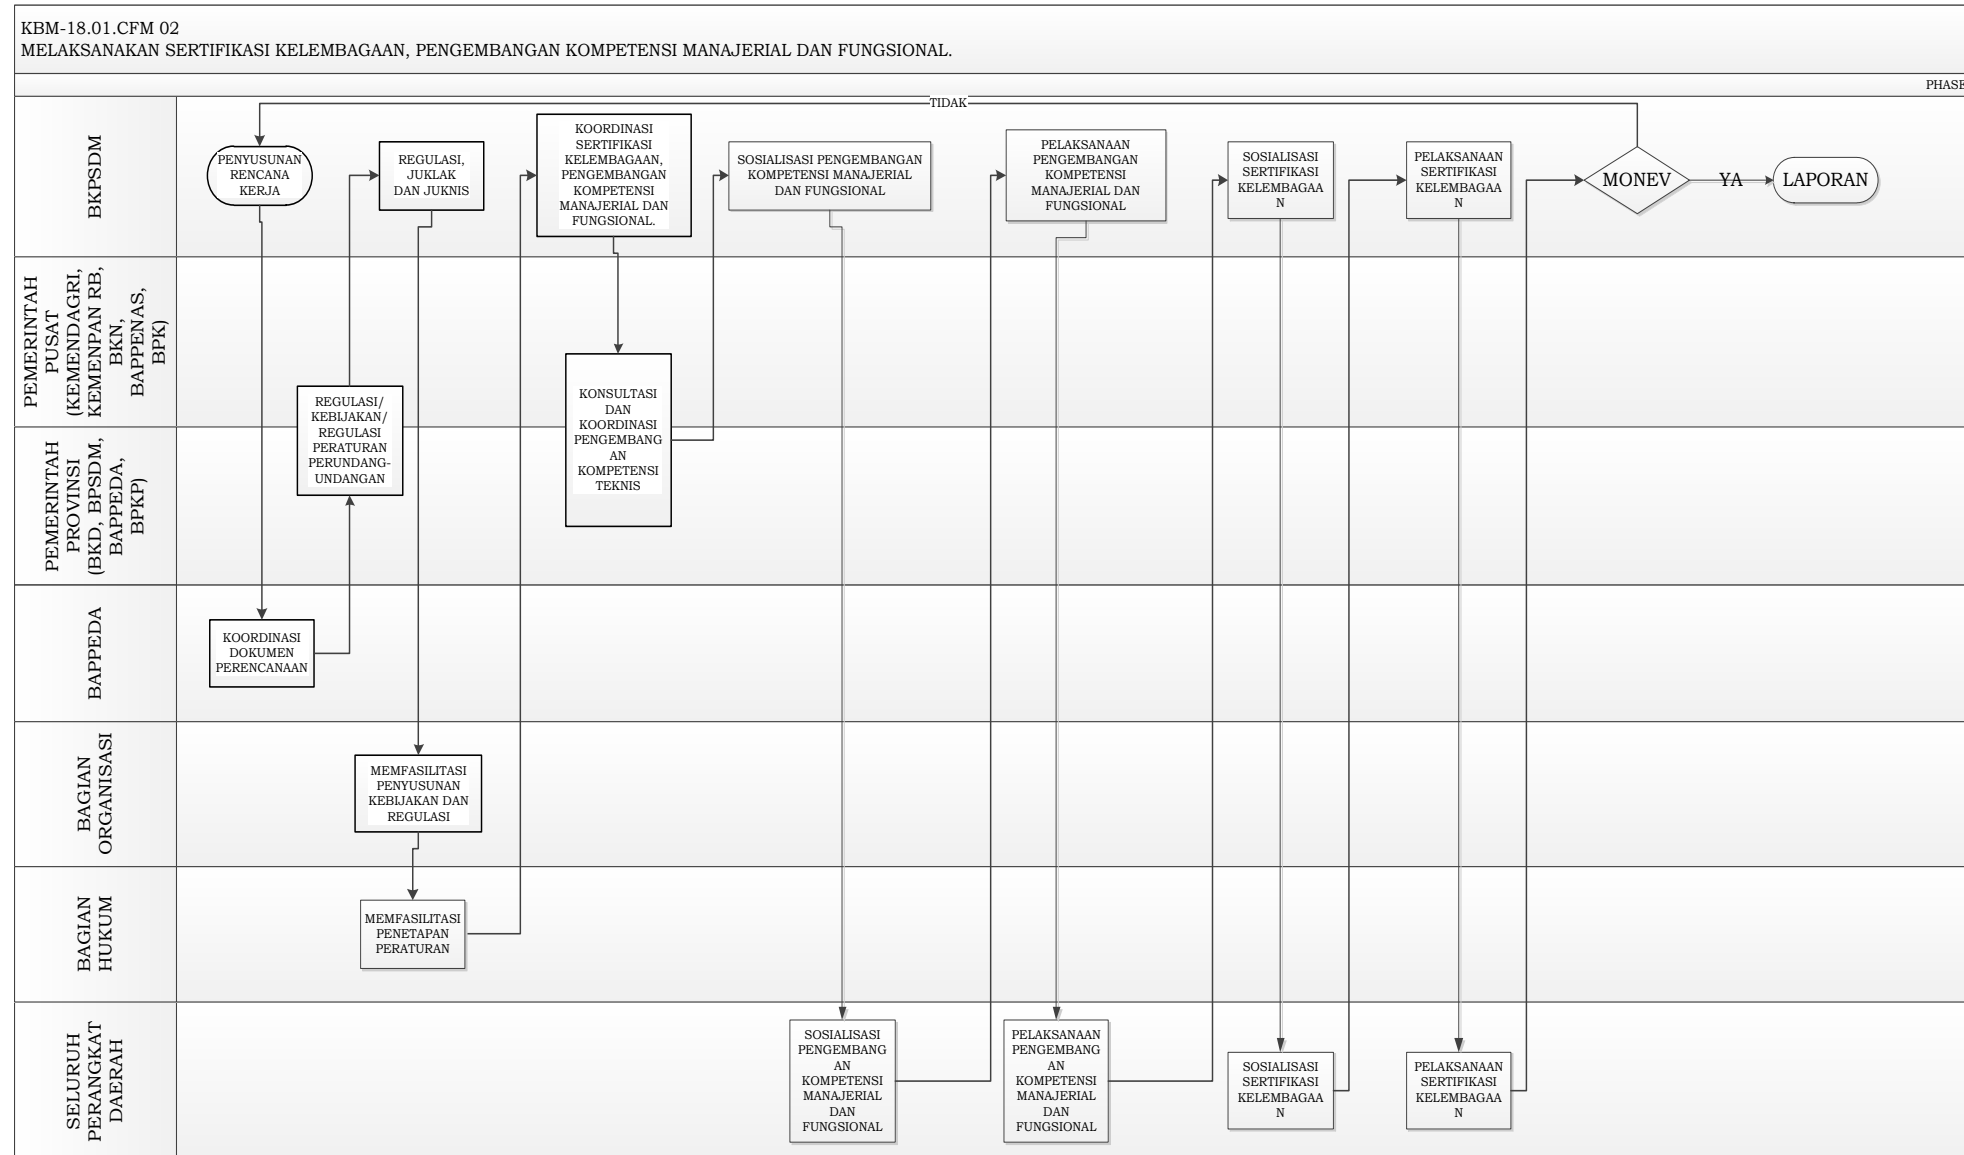 KBM-18.01.CFM 02
MELAKSANAKAN SERTIFIKASI KELEMBAGAAN, PENGEMBANGAN KOMPETENSI MANAJERIAL DAN FUNGSIONAL.
PHASE
BKPSDM
TIDAK
PENYUSUNAN
RENCANA
KERJA
REGULASI,
JUKLAK
DAN JUKNIS
KOORDINASI
SERTIFIKASI
KELEMBAGAAN,
PENGEMBANGAN
KOMPETENSI
MANAJERIAL DAN
FUNGSIONAL.
SOSIALISASI PENGEMBANGAN
KOMPETENSI MANAJERIAL
DAN FUNGSIONAL
PELAKSANAAN
PENGEMBANGAN
KOMPETENSI
MANAJERIAL DAN
FUNGSIONAL
SOSIALISASI
SERTIFIKASI
KELEMBAGAA
N
PELAKSANAAN
SERTIFIKASI
KELEMBAGAA
N
MONEV
YA
LAPORAN
PEMERINTAH
PUSAT
(KEMENDAGRI,
KEMENPAN RB,
BKN,
BAPPENAS,
BPK)
REGULASI/
KEBIJAKAN/
REGULASI
PERATURAN
PERUNDANG-
UNDANGAN
KONSULTASI
DAN
KOORDINASI
PENGEMBANG
AN
KOMPETENSI
TEKNIS
PEMERINTAH
PROVINSI
(BKD, BPSDM,
BAPPEDA,
BPKP)
BAPPEDA
KOORDINASI
DOKUMEN
PERENCANAAN
BAGIAN
ORGANISASI
MEMFASILITASI
PENYUSUNAN
KEBIJAKAN DAN
REGULASI
BAGIAN
HUKUM
MEMFASILITASI
PENETAPAN
PERATURAN
SELURUH
PERANGKAT
DAERAH
SOSIALISASI
PENGEMBANG
AN
KOMPETENSI
MANAJERIAL
DAN
FUNGSIONAL
PELAKSANAAN
PENGEMBANG
AN
KOMPETENSI
MANAJERIAL
DAN
FUNGSIONAL
SOSIALISASI
SERTIFIKASI
KELEMBAGAA
N
PELAKSANAAN
SERTIFIKASI
KELEMBAGAA
N